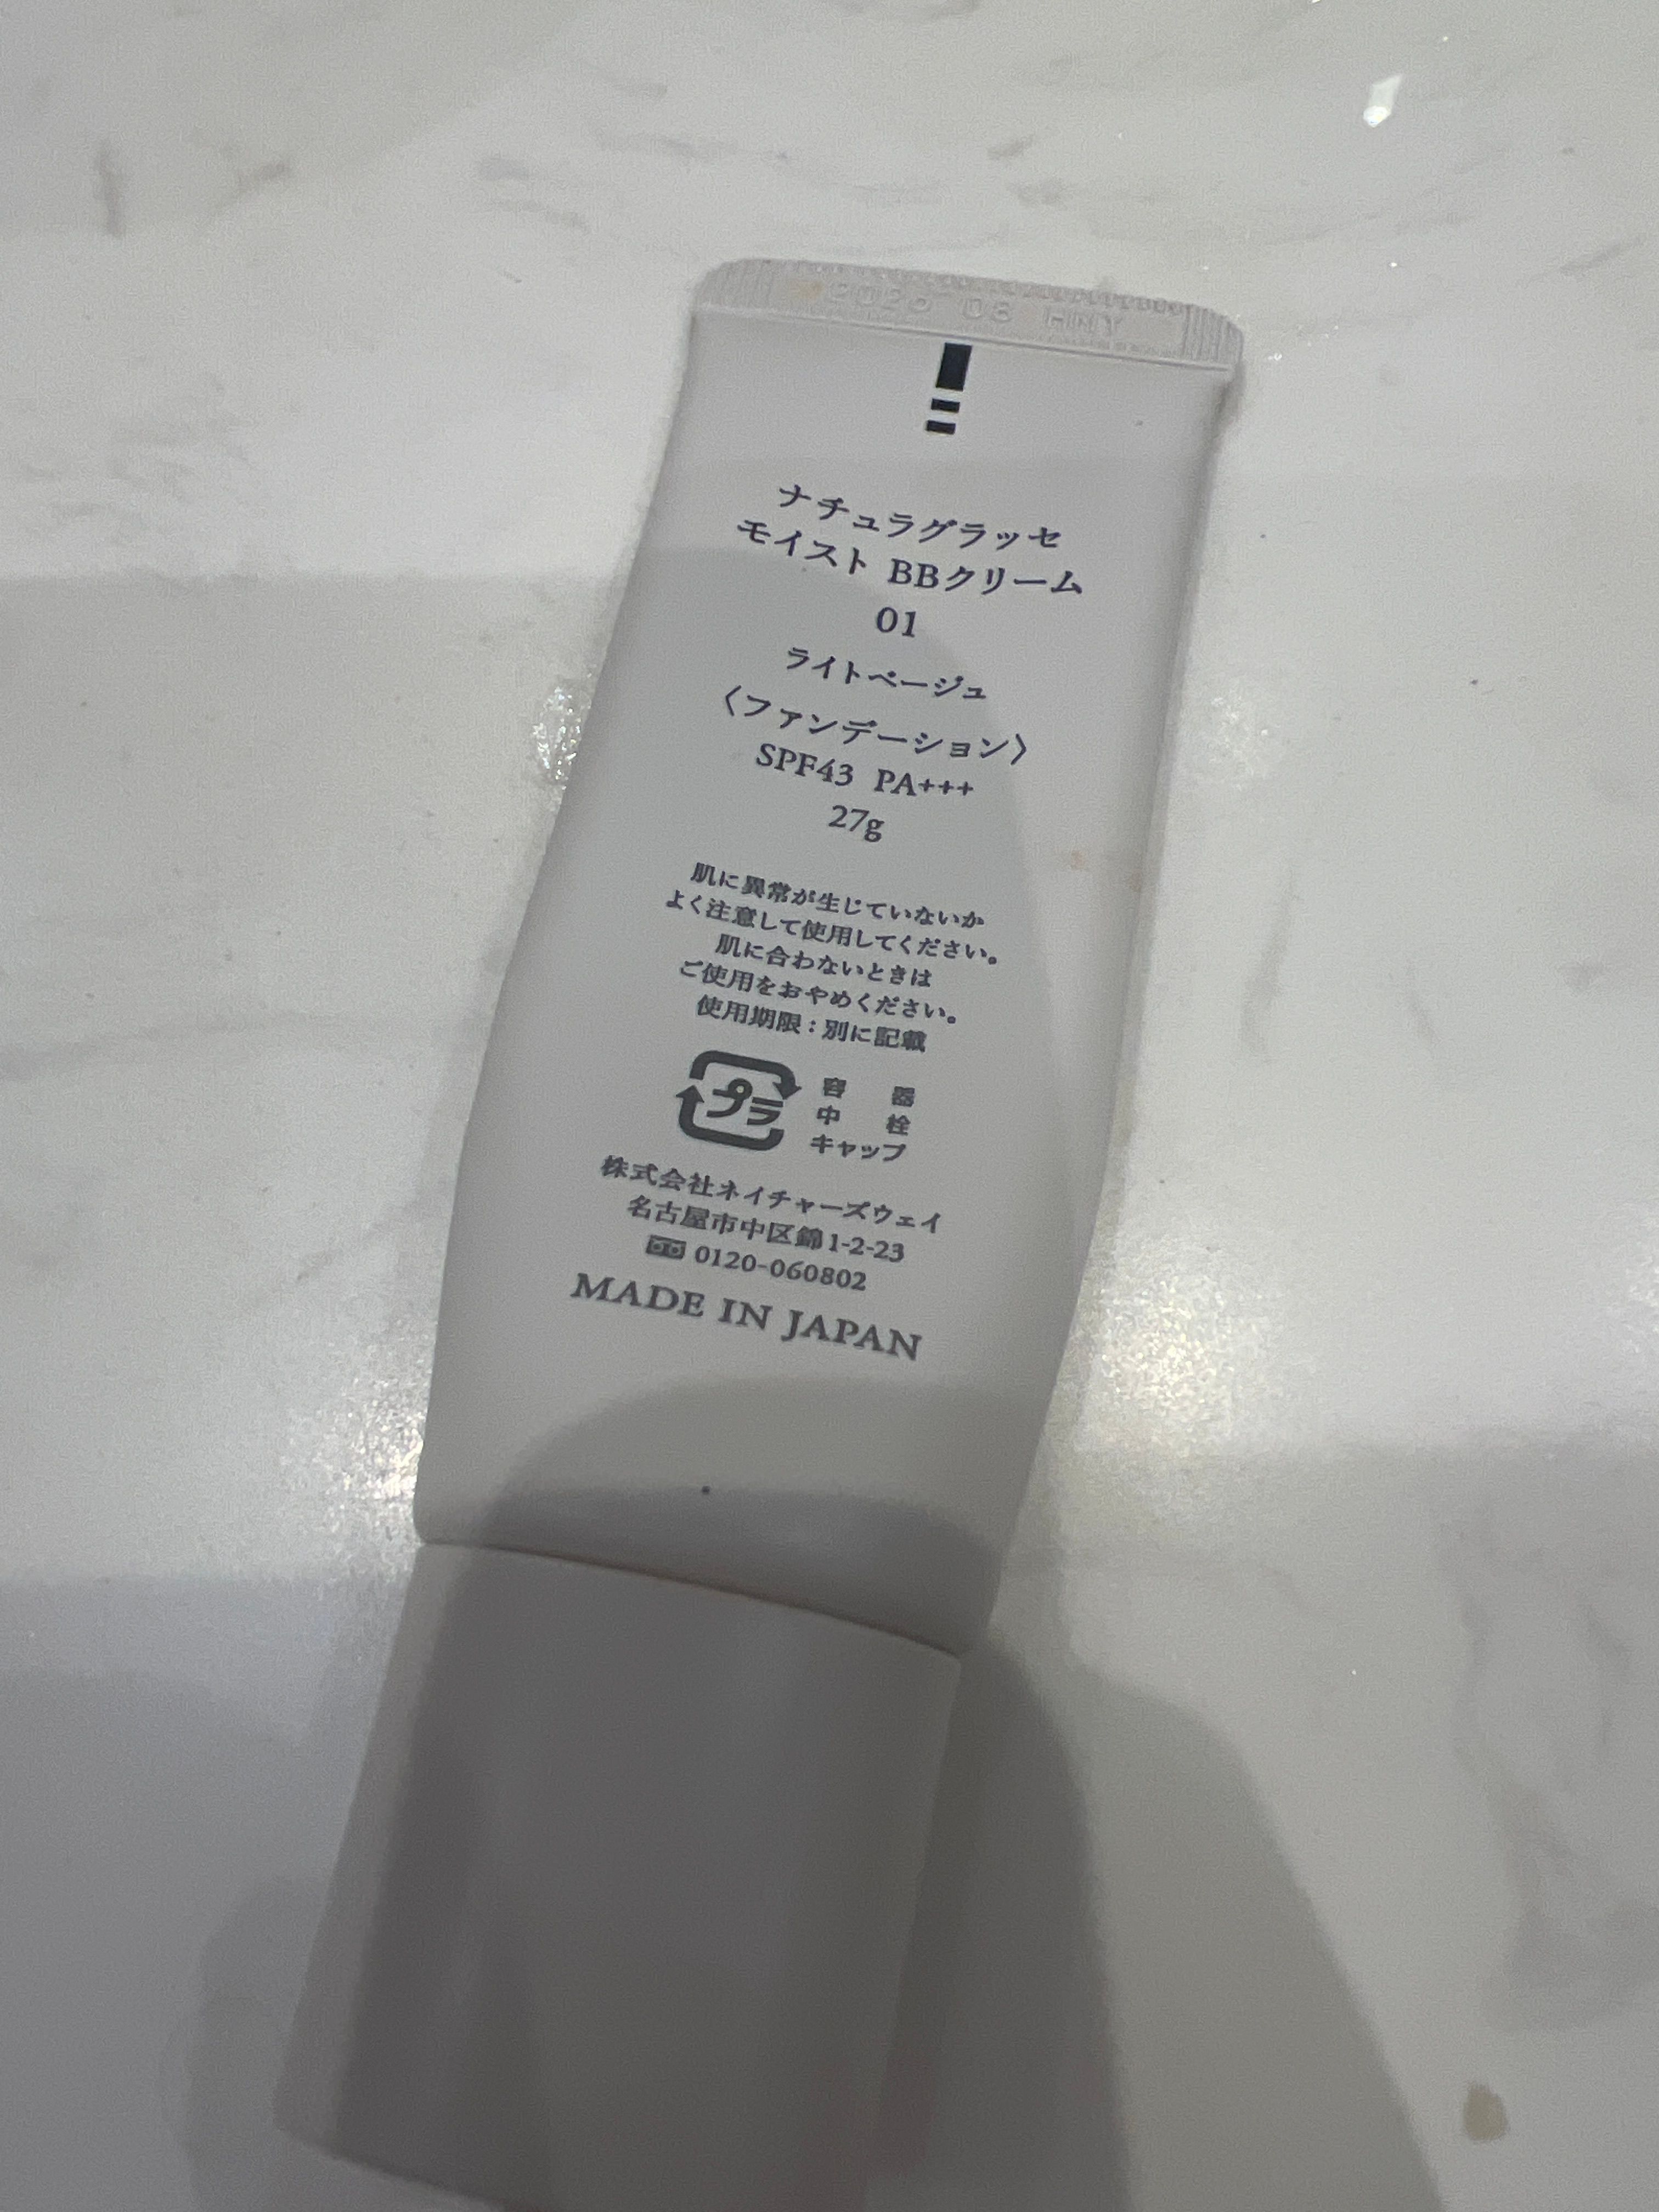 ナチュラグラッセ
モイスト BBクリーム
01
ライトベージュ
〈ファンデーション〉
SPF43 PA+++
27g
肌に異常が生じていないか
よく注意して使用してください。
肌に合わないときは
ご使用をおやめください。
使用期限：別に記載
プラ
容器
中栓
キャップ
株式会社ネイチャーズウェイ
名古屋市中区錦1-2-23
0120-060802
MADE IN JAPAN